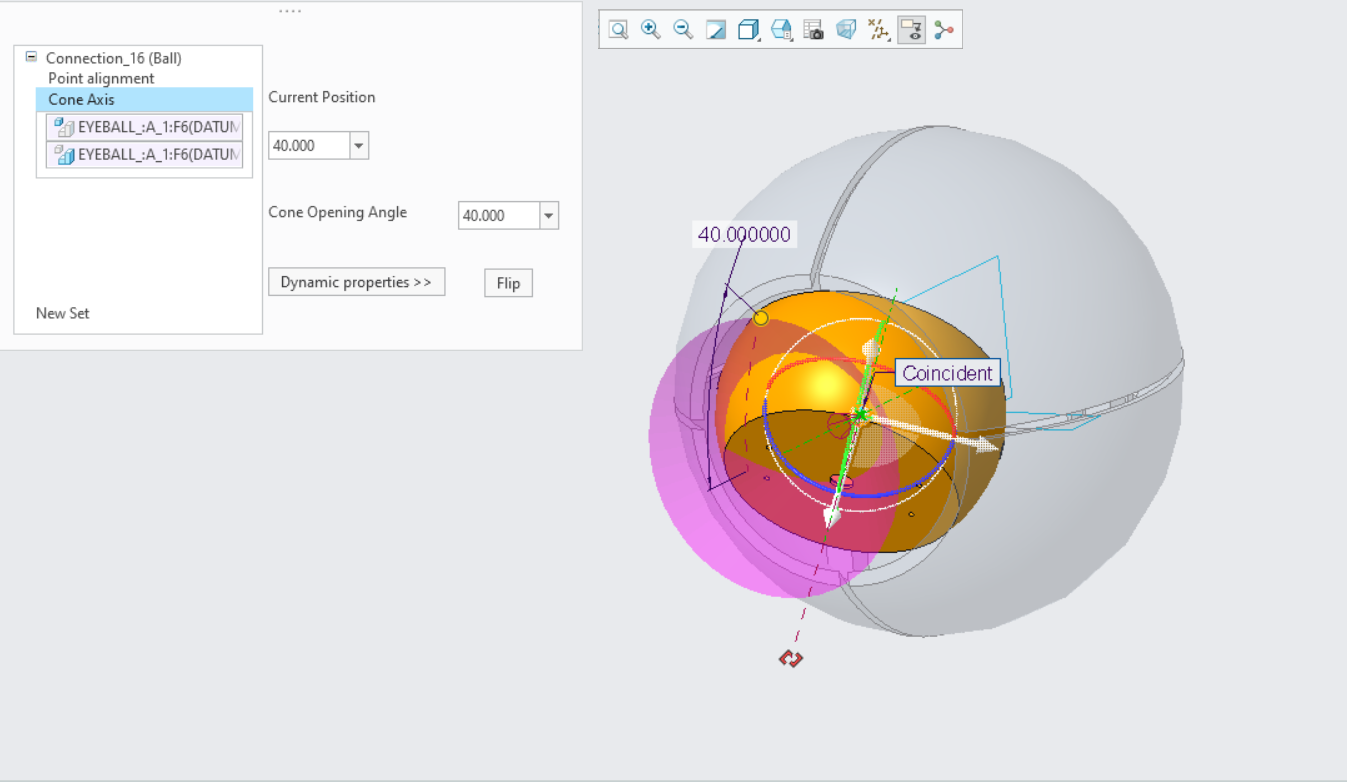 Connection_16 (Ball)
Point alignment
Cone Axis
EYEBALL_:A_1:F6(DATUM
EYEBALL_:A_1:F6(DATUM
New Set
Current Position
40.000
Cone Opening Angle
40.000
Dynamic properties >>
Flip
40.000000
Coincident